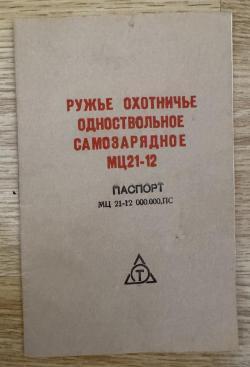 РУЖЬЕ ОХОТНИЧЬЕ
ОДНОСТВОЛЬНОЕ
САМОЗАРЯДНОЕ
МЦ21-12
ПАСПОРТ
МЦ 21-12 000.000.ПС
Т